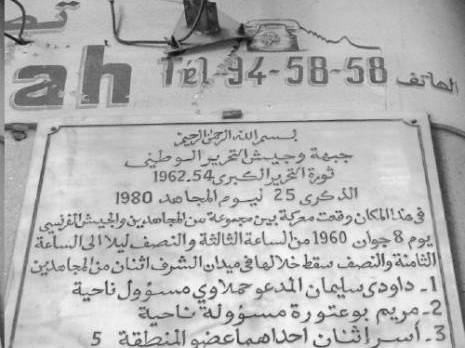 ah Tél-94-58-58 الهاتف
بسم الله الرحمن الرحيم
جبهة وجيش التحرير الوطني
ثورة التحرير الكبرى 54.1962
الذكرى 25 ليوم المجاهد 1980
في هذا المكان وقعت معركة بين مجموعة من المجاهدين والجيش الفرنسي
يوم 8 جوان 1960 من الساعة الثالثة والنصف ليلا الى الساعة
الثامنة والنصف سقط خلالها في ميدان الشرف اثنان من المجاهدين
1- داودي سليمان المدعو حملاوي مسؤول ناحية
2- مريم بوعتورة مسؤولة ناحية
3- أسر اثنان احداهما عضو المنطقة 5